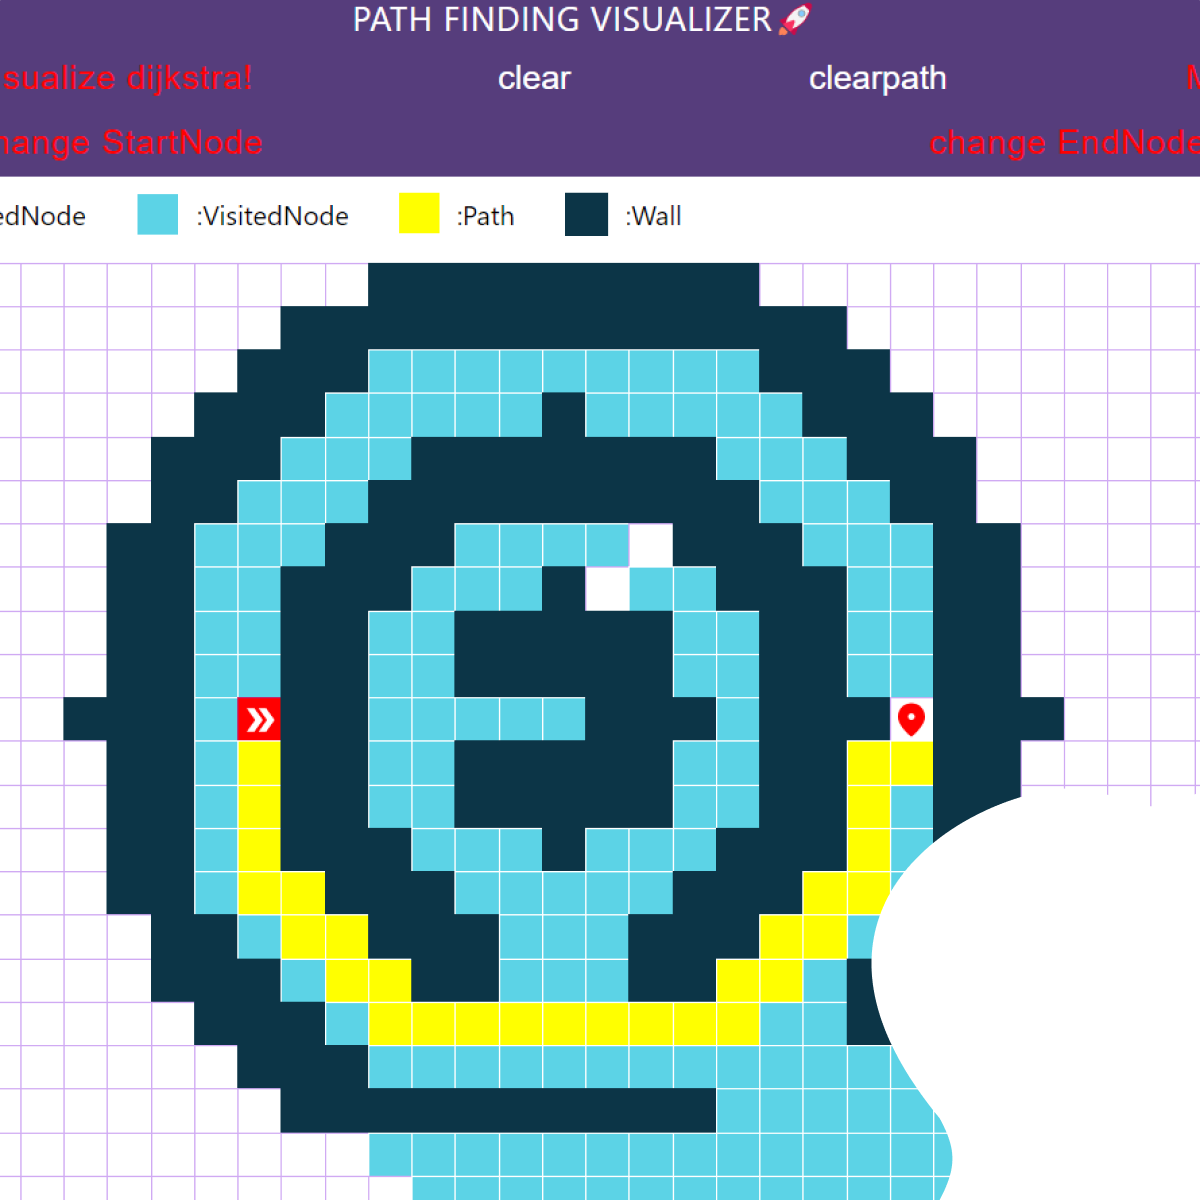 PATH FINDING VISUALIZER🚀
sualize dijkstra! clear clearpath M
hange StartNode change EndNode
edNode :VisitedNode :Path :Wall